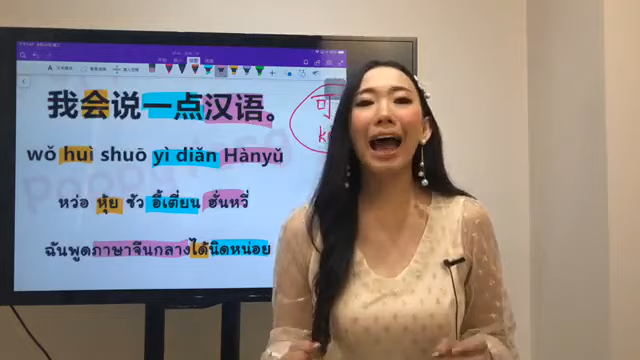 我会说一点汉语。
可
wǒ huì shuō yì diǎn Hànyǔ
หว่อ หุ้ย ชัว อี้เตี่ยน ฮั่นหวี่
ฉันพูดภาษาจีนกลางได้นิดหน่อย